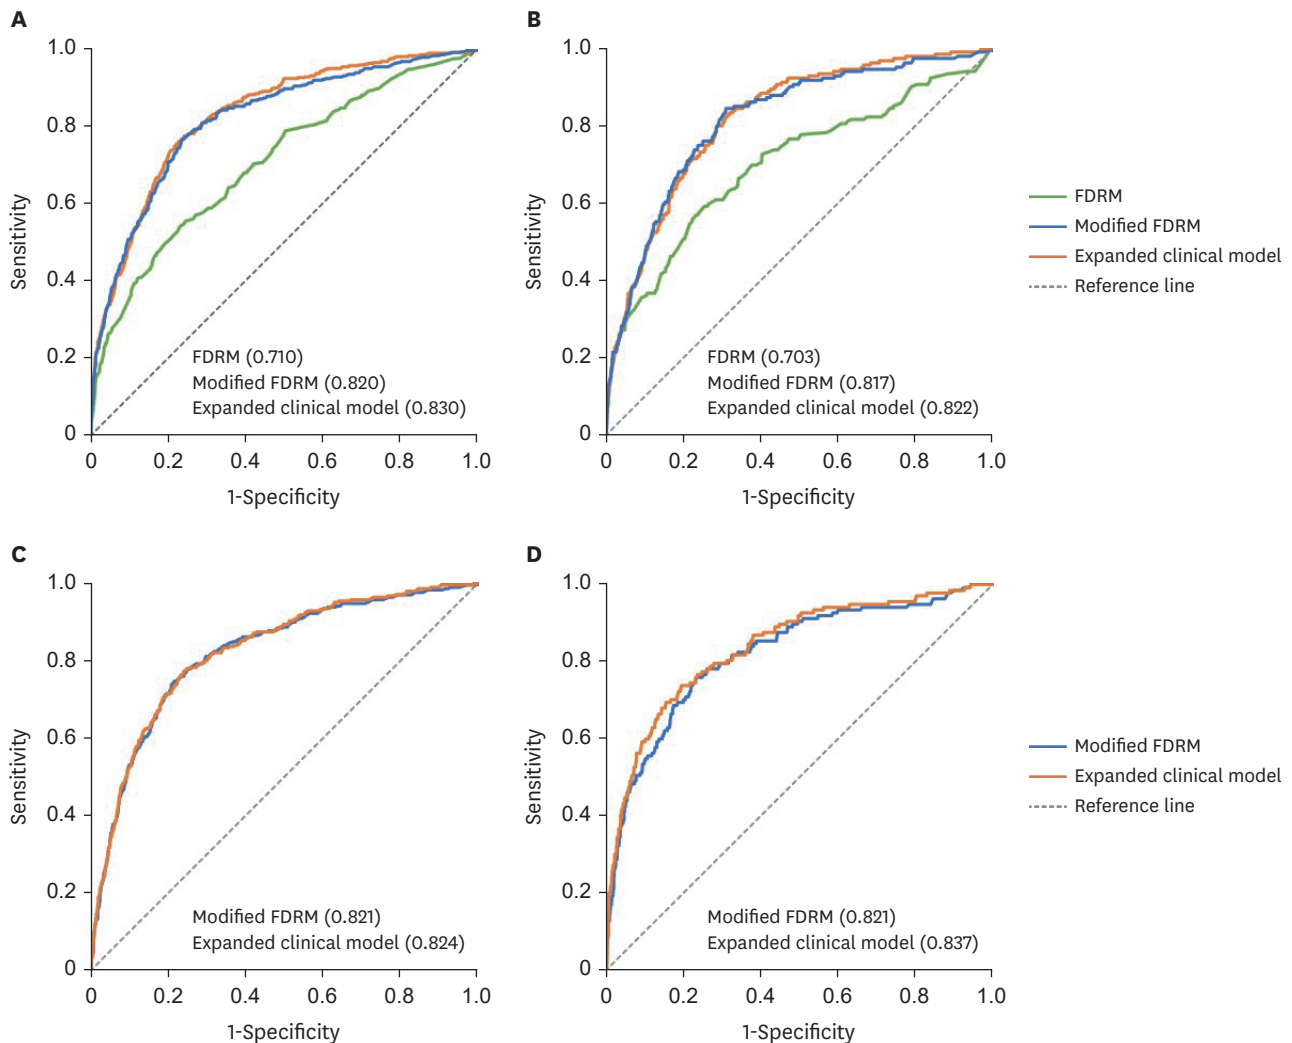 A
1.0
0.8
0.6
0.4
0.2
0
Sensitivity
FDRM (0.710)
Modified FDRM (0.820)
Expanded clinical model (0.830)
0 0.2 0.4 0.6 0.8 1.0
1-Specificity
B
1.0
0.8
0.6
0.4
0.2
0
Sensitivity
FDRM (0.703)
Modified FDRM (0.817)
Expanded clinical model (0.822)
0 0.2 0.4 0.6 0.8 1.0
1-Specificity
FDRM
Modified FDRM
Expanded clinical model
Reference line
C
1.0
0.8
0.6
0.4
0.2
0
Sensitivity
Modified FDRM (0.821)
Expanded clinical model (0.824)
0 0.2 0.4 0.6 0.8 1.0
1-Specificity
D
1.0
0.8
0.6
0.4
0.2
0
Sensitivity
Modified FDRM (0.821)
Expanded clinical model (0.837)
0 0.2 0.4 0.6 0.8 1.0
1-Specificity
Modified FDRM
Expanded clinical model
Reference line